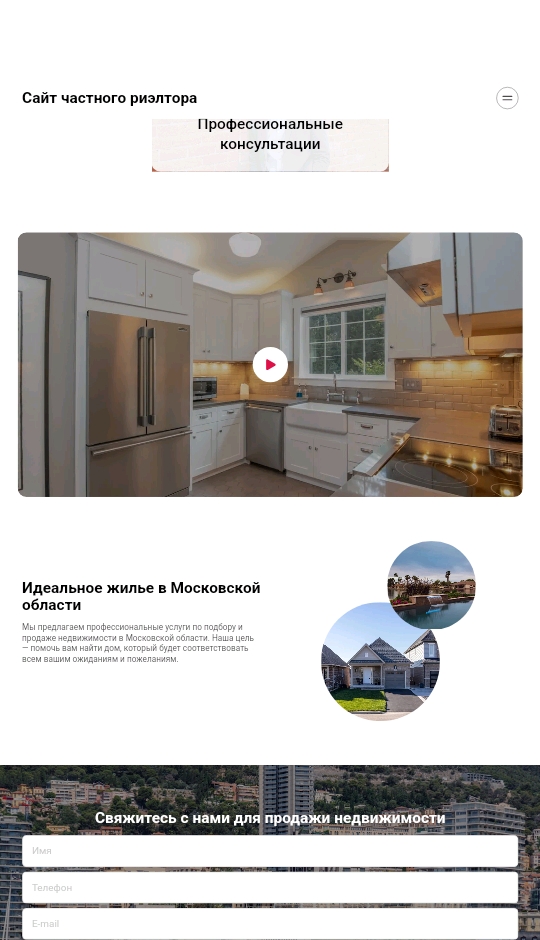 Сайт частного риэлтора
Профессиональные
консультации
Идеальное жилье в Московской
области
Мы предлагаем профессиональные услуги по подбору и
продаже недвижимости в Московской области. Наша цель
— помочь вам найти дом, который будет соответствовать
всем вашим ожиданиям и пожеланиям.
Свяжитесь с нами для продажи недвижимости
Имя
Телефон
E-mail